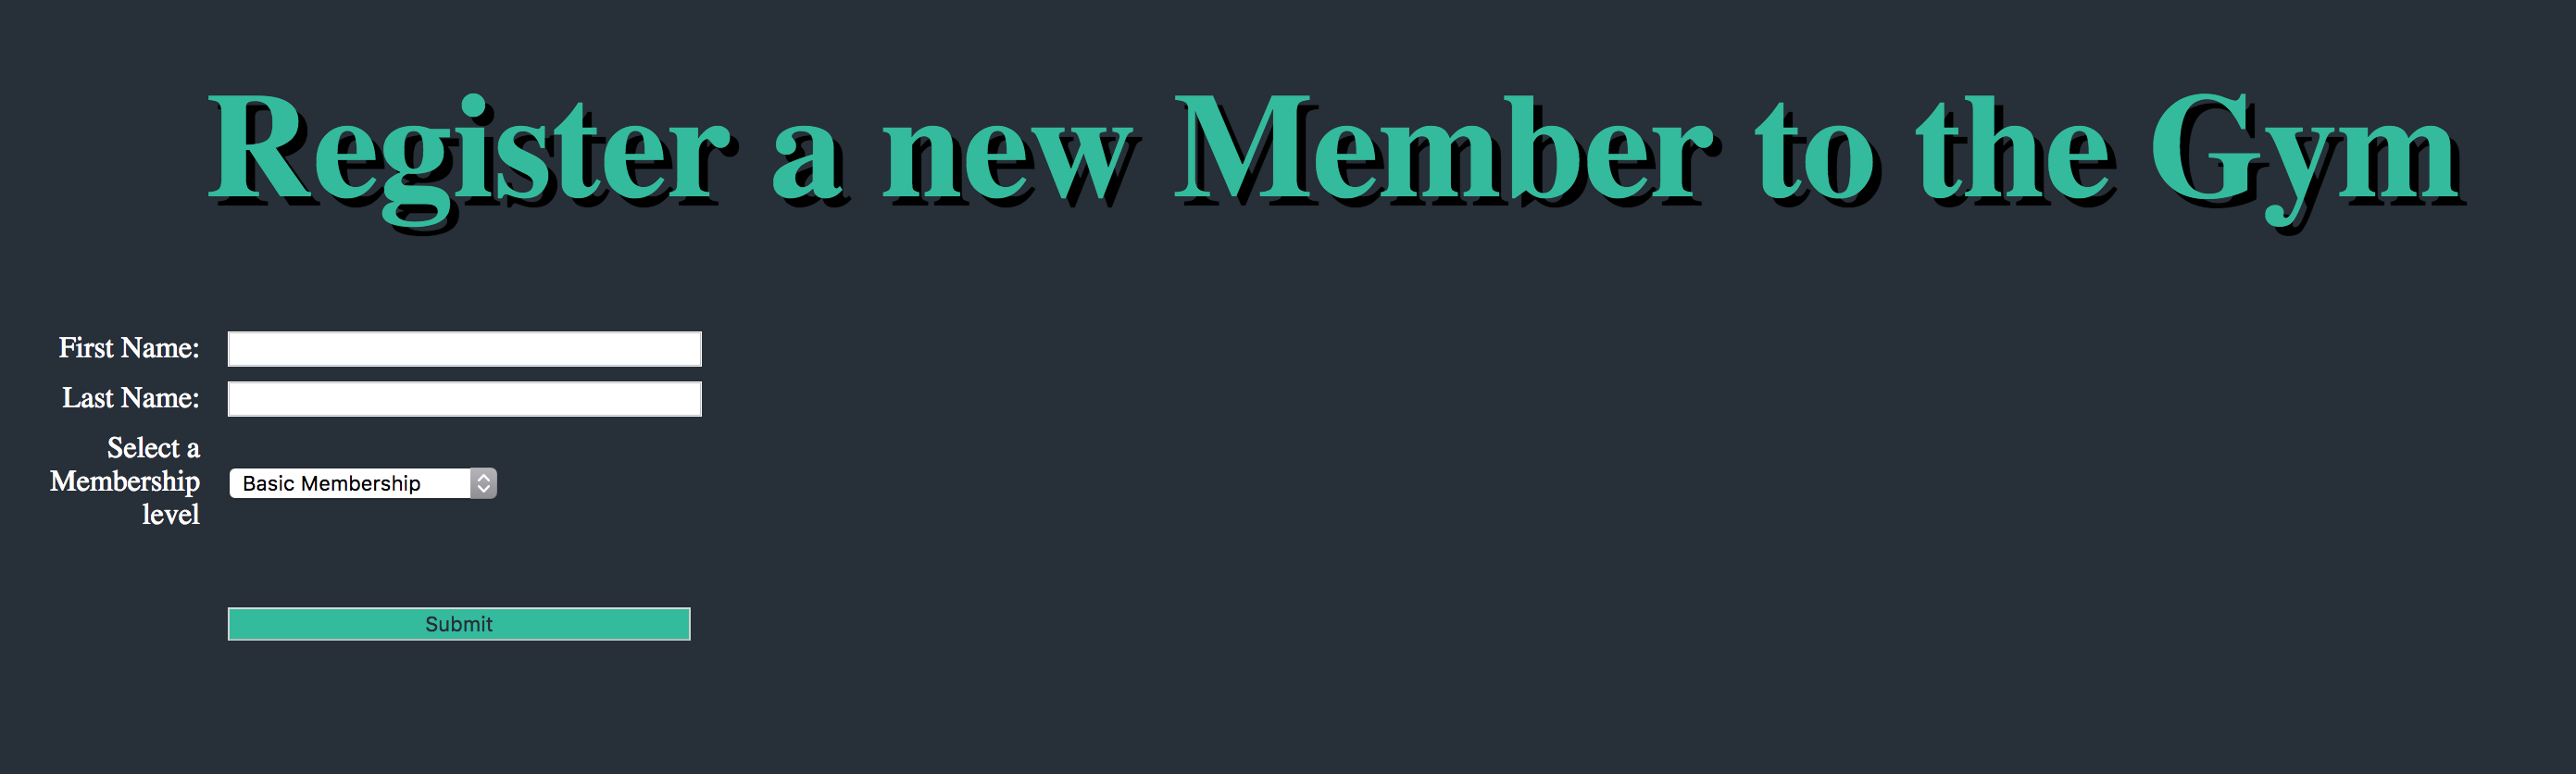 Register a new Member to the Gym
First Name:
Last Name:
Select a
Membership
level
Basic Membership
Submit